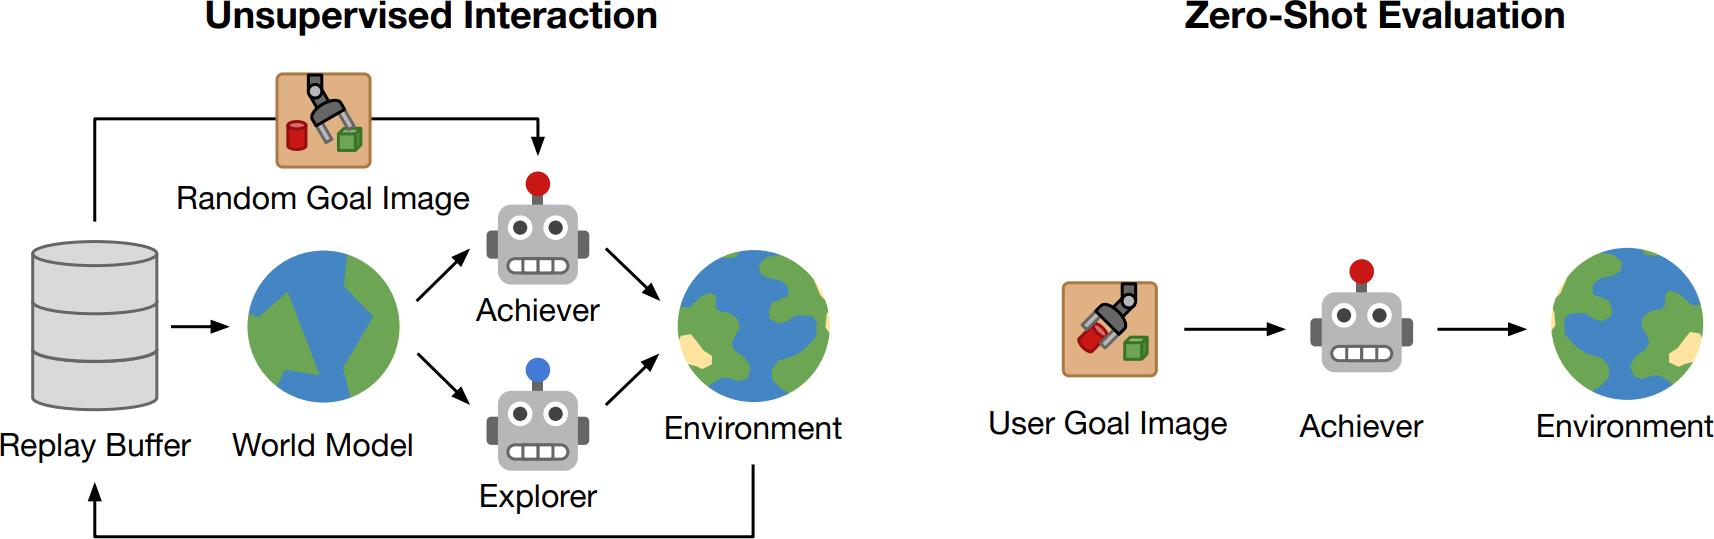 Unsupervised Interaction
Zero-Shot Evaluation
Random Goal Image
Achiever
Replay Buffer
World Model
Explorer
Environment
User Goal Image
Achiever
Environment